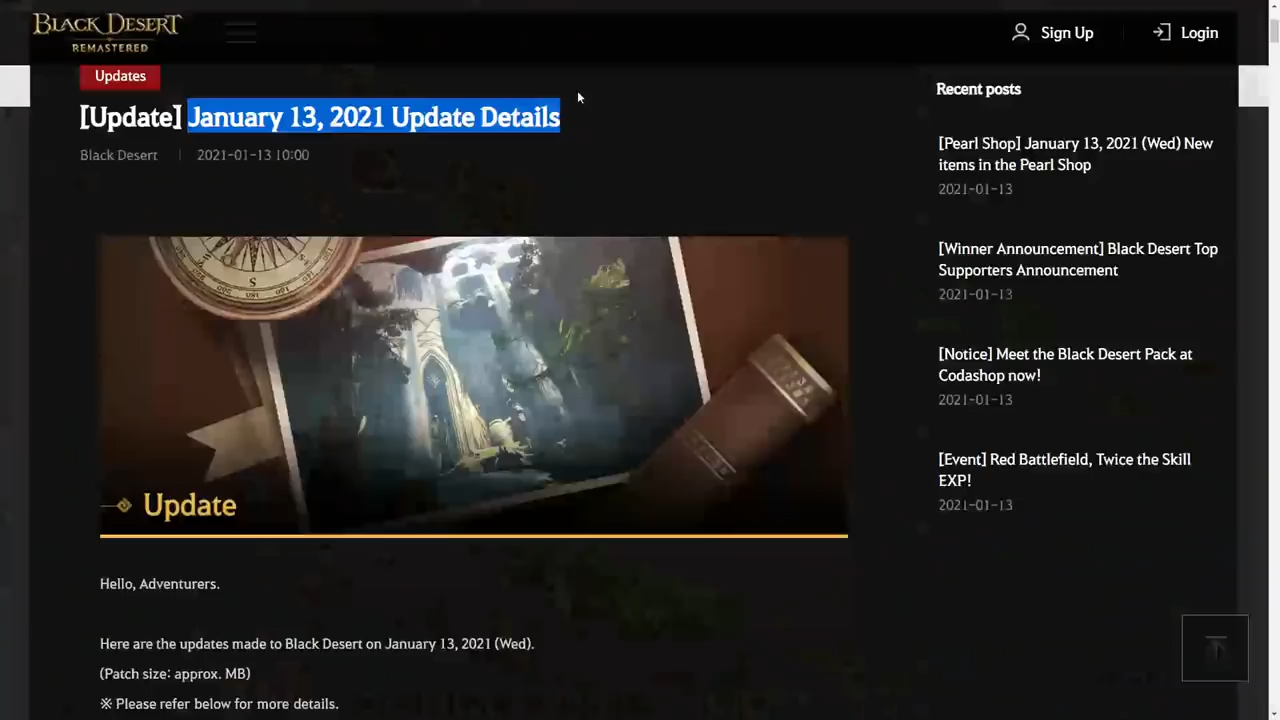 BLACK DESERT
REMASTERED
Sign Up
Login
Updates
[Update] January 13, 2021 Update Details
Black Desert
2021-01-13 10:00
Update
Hello, Adventurers.
Here are the updates made to Black Desert on January 13, 2021 (Wed).
(Patch size: approx. MB)
※ Please refer below for more details.
Recent posts
[Pearl Shop] January 13, 2021 (Wed) New
items in the Pearl Shop
2021-01-13
[Winner Announcement] Black Desert Top
Supporters Announcement
2021-01-13
[Notice] Meet the Black Desert Pack at
Codashop now!
2021-01-13
[Event] Red Battlefield, Twice the Skill
EXP!
2021-01-13